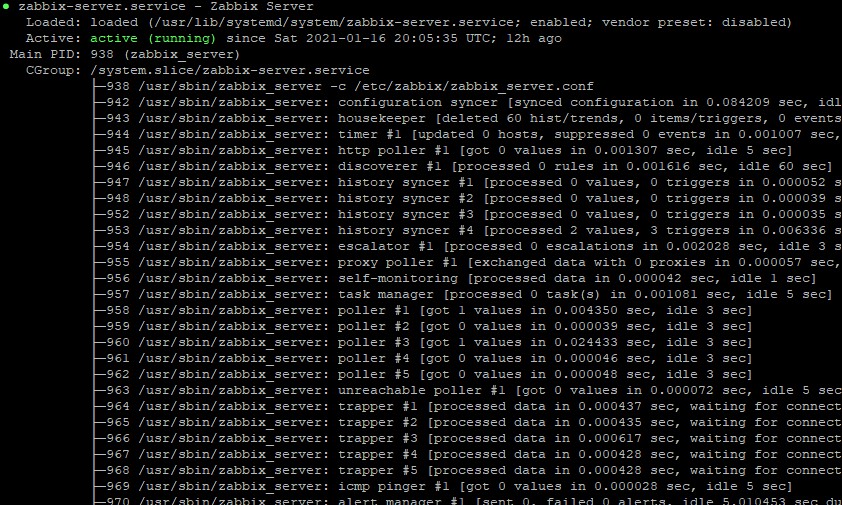 ● zabbix-server.service - Zabbix Server
   Loaded: loaded (/usr/lib/systemd/system/zabbix-server.service; enabled; vendor preset: disabled)
   Active: active (running) since Sat 2021-01-16 20:05:35 UTC; 12h ago
 Main PID: 938 (zabbix_server)
   CGroup: /system.slice/zabbix-server.service
           ├─938 /usr/sbin/zabbix_server -c /etc/zabbix/zabbix_server.conf
           ├─942 /usr/sbin/zabbix_server: configuration syncer [synced configuration in 0.084209 sec, idl
           ├─943 /usr/sbin/zabbix_server: housekeeper [deleted 60 hist/trends, 0 items/triggers, 0 events
           ├─944 /usr/sbin/zabbix_server: timer #1 [updated 0 hosts, suppressed 0 events in 0.001007 sec,
           ├─945 /usr/sbin/zabbix_server: http poller #1 [got 0 values in 0.001307 sec, idle 5 sec]
           ├─946 /usr/sbin/zabbix_server: discoverer #1 [processed 0 rules in 0.001616 sec, idle 60 sec]
           ├─947 /usr/sbin/zabbix_server: history syncer #1 [processed 0 values, 0 triggers in 0.000052 s
           ├─948 /usr/sbin/zabbix_server: history syncer #2 [processed 0 values, 0 triggers in 0.000039 s
           ├─952 /usr/sbin/zabbix_server: history syncer #3 [processed 0 values, 0 triggers in 0.000035 s
           ├─953 /usr/sbin/zabbix_server: history syncer #4 [processed 2 values, 3 triggers in 0.006336 s
           ├─954 /usr/sbin/zabbix_server: escalator #1 [processed 0 escalations in 0.002028 sec, idle 3 s
           ├─955 /usr/sbin/zabbix_server: proxy poller #1 [exchanged data with 0 proxies in 0.000057 sec,
           ├─956 /usr/sbin/zabbix_server: self-monitoring [processed data in 0.000042 sec, idle 1 sec]
           ├─957 /usr/sbin/zabbix_server: task manager [processed 0 task(s) in 0.001081 sec, idle 5 sec]
           ├─958 /usr/sbin/zabbix_server: poller #1 [got 1 values in 0.004350 sec, idle 3 sec]
           ├─959 /usr/sbin/zabbix_server: poller #2 [got 0 values in 0.000039 sec, idle 3 sec]
           ├─960 /usr/sbin/zabbix_server: poller #3 [got 1 values in 0.024433 sec, idle 3 sec]
           ├─961 /usr/sbin/zabbix_server: poller #4 [got 0 values in 0.000046 sec, idle 3 sec]
           ├─962 /usr/sbin/zabbix_server: poller #5 [got 0 values in 0.000048 sec, idle 3 sec]
           ├─963 /usr/sbin/zabbix_server: unreachable poller #1 [got 0 values in 0.000072 sec, idle 5 sec
           ├─964 /usr/sbin/zabbix_server: trapper #1 [processed data in 0.000437 sec, waiting for connect
           ├─965 /usr/sbin/zabbix_server: trapper #2 [processed data in 0.000435 sec, waiting for connect
           ├─966 /usr/sbin/zabbix_server: trapper #3 [processed data in 0.000617 sec, waiting for connect
           ├─967 /usr/sbin/zabbix_server: trapper #4 [processed data in 0.000428 sec, waiting for connect
           ├─968 /usr/sbin/zabbix_server: trapper #5 [processed data in 0.000428 sec, waiting for connect
           ├─969 /usr/sbin/zabbix_server: icmp pinger #1 [got 0 values in 0.000028 sec, idle 5 sec]
           ├─970 /usr/sbin/zabbix_server: alert manager #1 [sent 0, failed 0 alerts, idle 5.010453 sec du